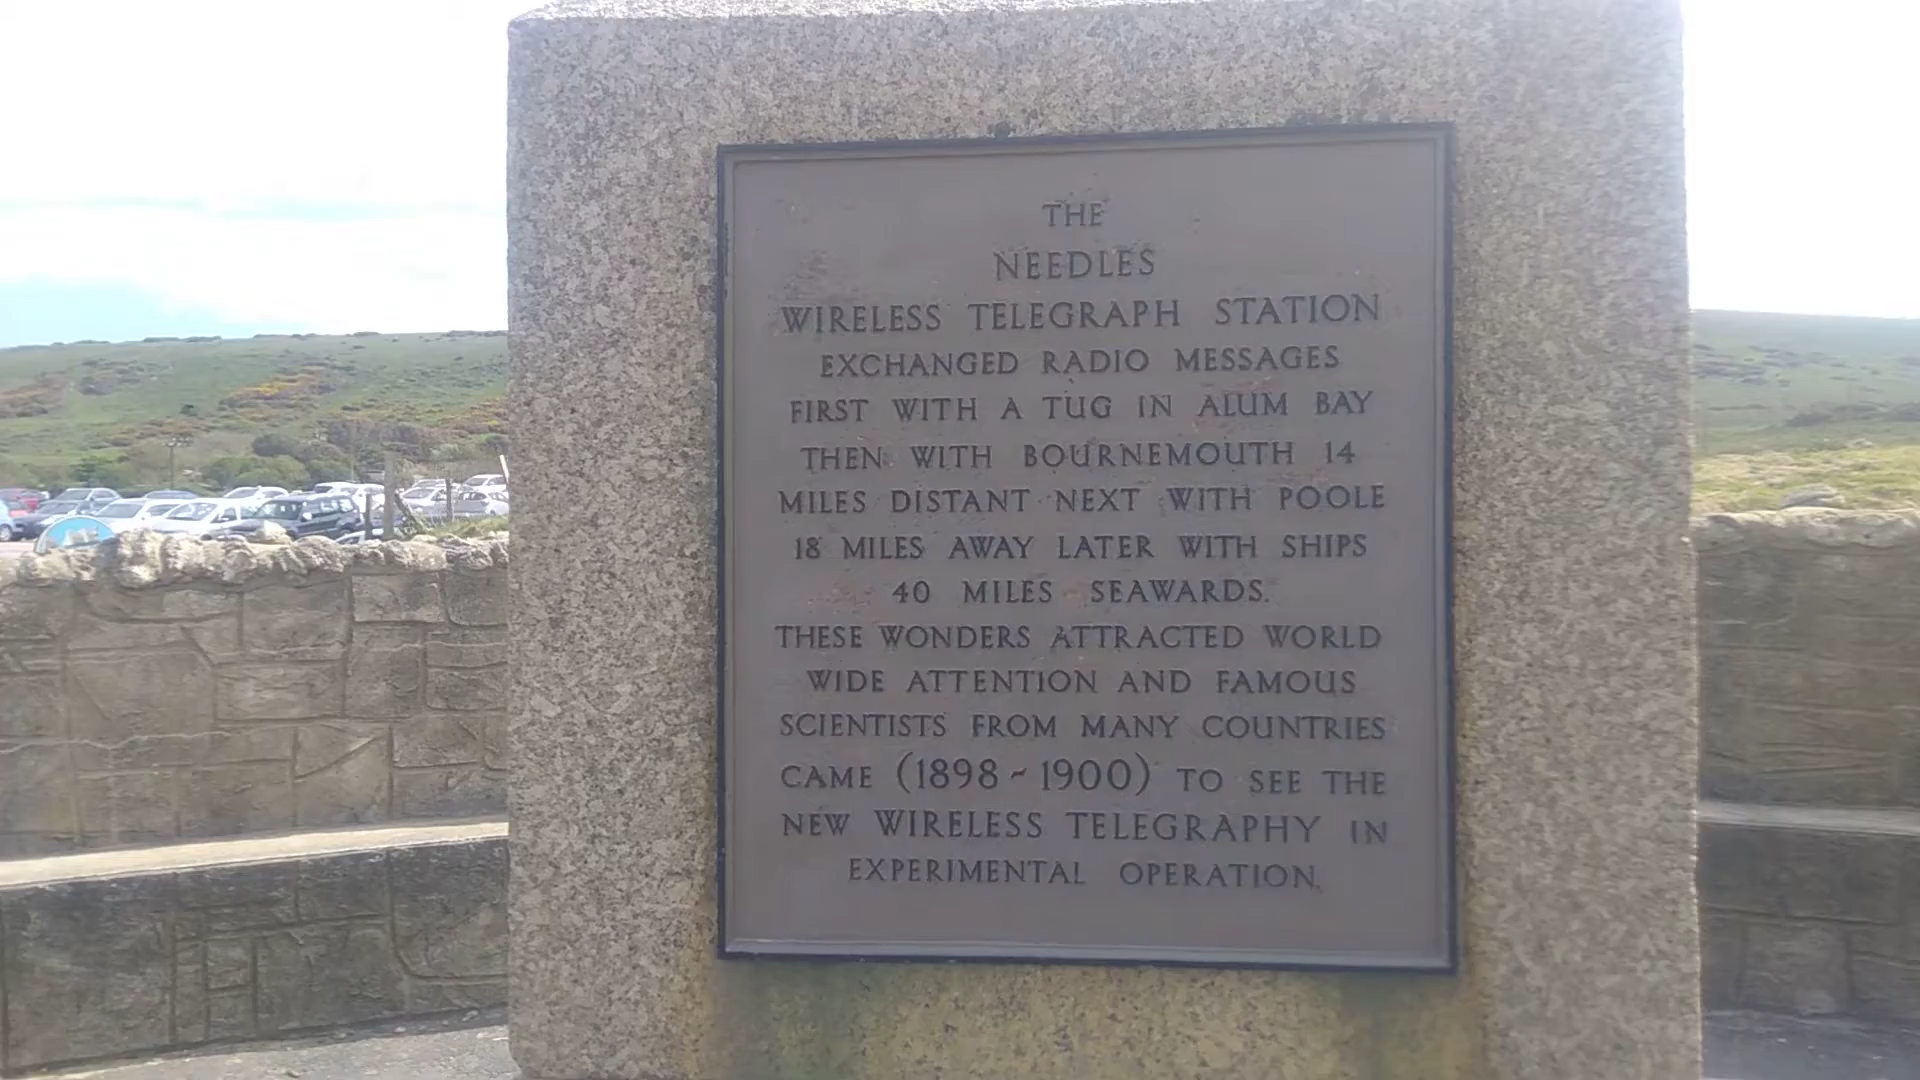 THE
NEEDLES
WIRELESS TELEGRAPH STATION
EXCHANGED RADIO MESSAGES
FIRST WITH A TUG IN ALUM BAY
THEN WITH BOURNEMOUTH 14
MILES DISTANT NEXT WITH POOLE
18 MILES AWAY LATER WITH SHIPS
40 MILES SEAWARDS.
THESE WONDERS ATTRACTED WORLD
WIDE ATTENTION AND FAMOUS
SCIENTISTS FROM MANY COUNTRIES
CAME (1898 ~ 1900) TO SEE THE
NEW WIRELESS TELEGRAPHY IN
EXPERIMENTAL OPERATION.